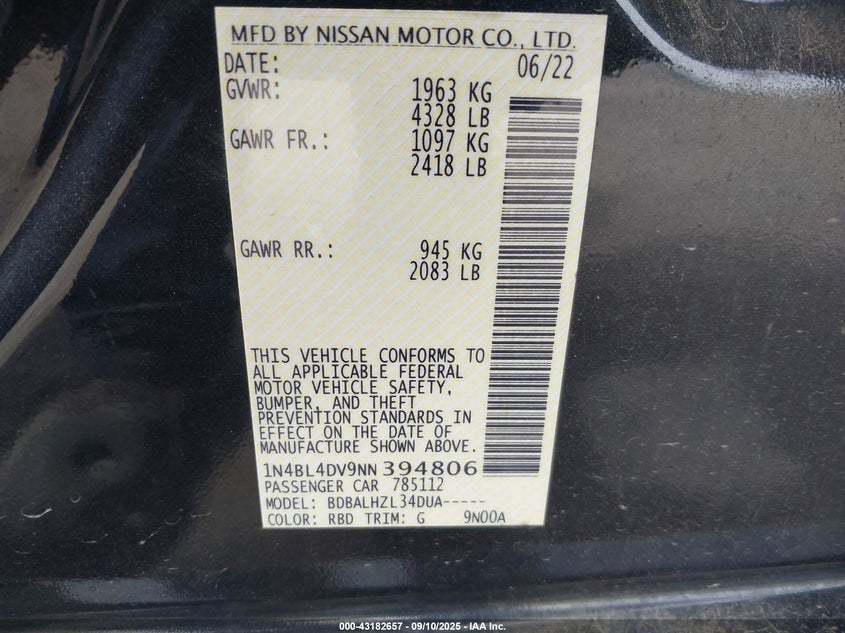 MFD BY NISSAN MOTOR CO., LTD.
DATE: 06/22
GVWR: 1963 KG
4328 LB
GAWR FR.: 1097 KG
2418 LB
GAWR RR.: 945 KG
2083 LB
THIS VEHICLE CONFORMS TO
ALL APPLICABLE FEDERAL
MOTOR VEHICLE SAFETY,
BUMPER, AND THEFT
PREVENTION STANDARDS IN
EFFECT ON THE DATE OF
MANUFACTURE SHOWN ABOVE.
1N4BL4DV9NN394806
PASSENGER CAR 785112
MODEL: BDBALHZL34DUA-----
COLOR: RBD TRIM: G 9N00A
000-43182657 - 09/10/2025 - IAA Inc.